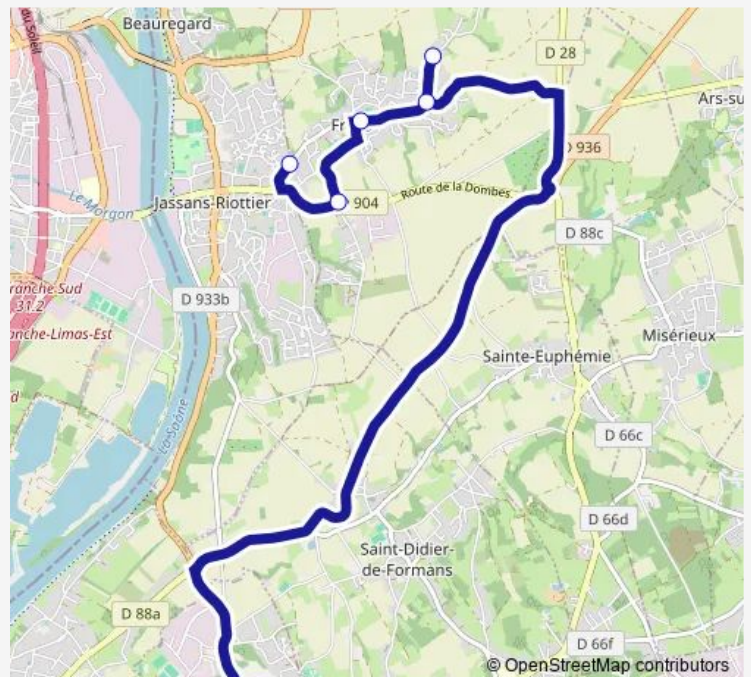 du Soleil
Beauregard
D 28
Ars-su
Fr
D 936
Le Morgon
Jassans-Riottier
904
Route de la Dombes
D 88c
D 933b
ranche Sud
31.2
anche-Limas-Est
Misérieux
Sainte-Euphémie
d
La Saône
D 66c
D 66d
Saint-Didier-
de-Formans
D 88a
D 66f
© OpenStreetMap contributors